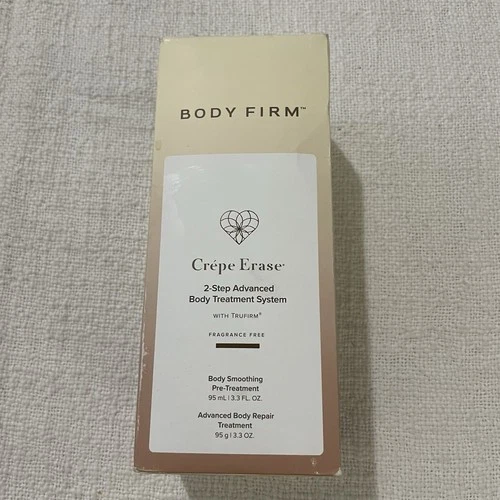 BODY FIRM™
Crépe Erase®
2-Step Advanced
Body Treatment System
WITH TRUFIRM®
FRAGRANCE FREE
Body Smoothing
Pre-Treatment
95 mL | 3.3 FL. OZ.
Advanced Body Repair
Treatment
95 g | 3.3 OZ.